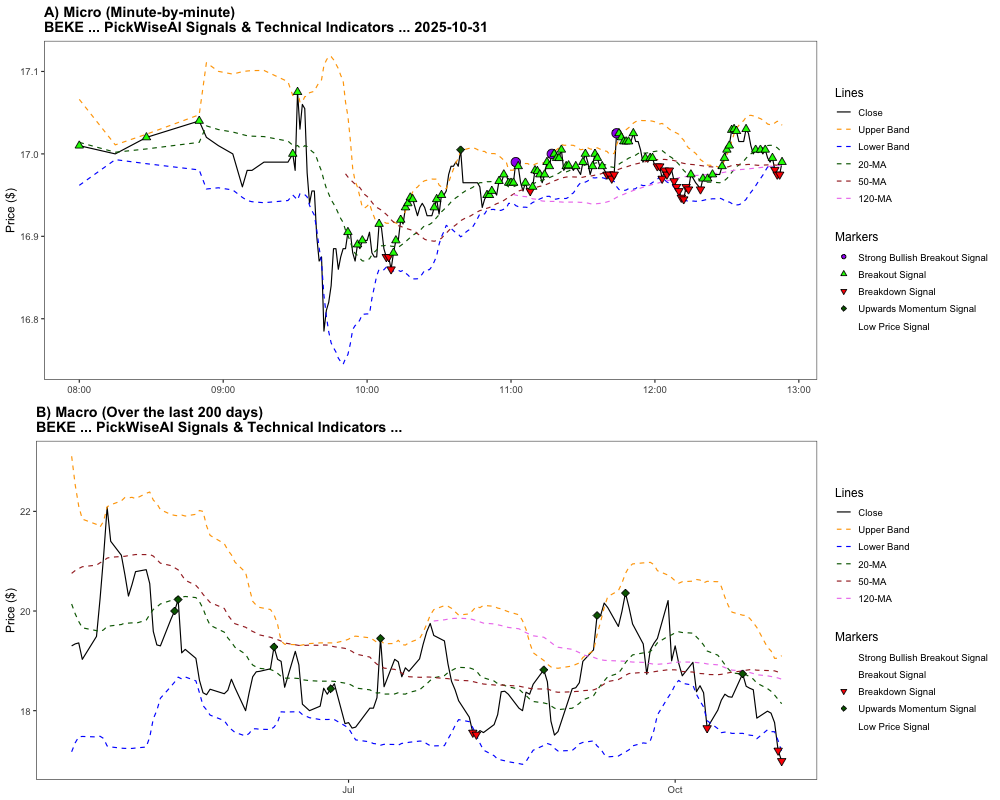 A) Micro (Minute-by-minute)
BEKE ... PickWiseAI Signals & Technical Indicators ... 2025-10-31
Price ($)
17.1
17.0
16.9
16.8
08:00 09:00 10:00 11:00 12:00 13:00
Lines
Close
Upper Band
Lower Band
20-MA
50-MA
120-MA
Markers
Strong Bullish Breakout Signal
Breakout Signal
Breakdown Signal
Upwards Momentum Signal
Low Price Signal
B) Macro (Over the last 200 days)
BEKE ... PickWiseAI Signals & Technical Indicators ...
Price ($)
22
20
18
Jul Oct
Lines
Close
Upper Band
Lower Band
20-MA
50-MA
120-MA
Markers
Strong Bullish Breakout Signal
Breakout Signal
Breakdown Signal
Upwards Momentum Signal
Low Price Signal